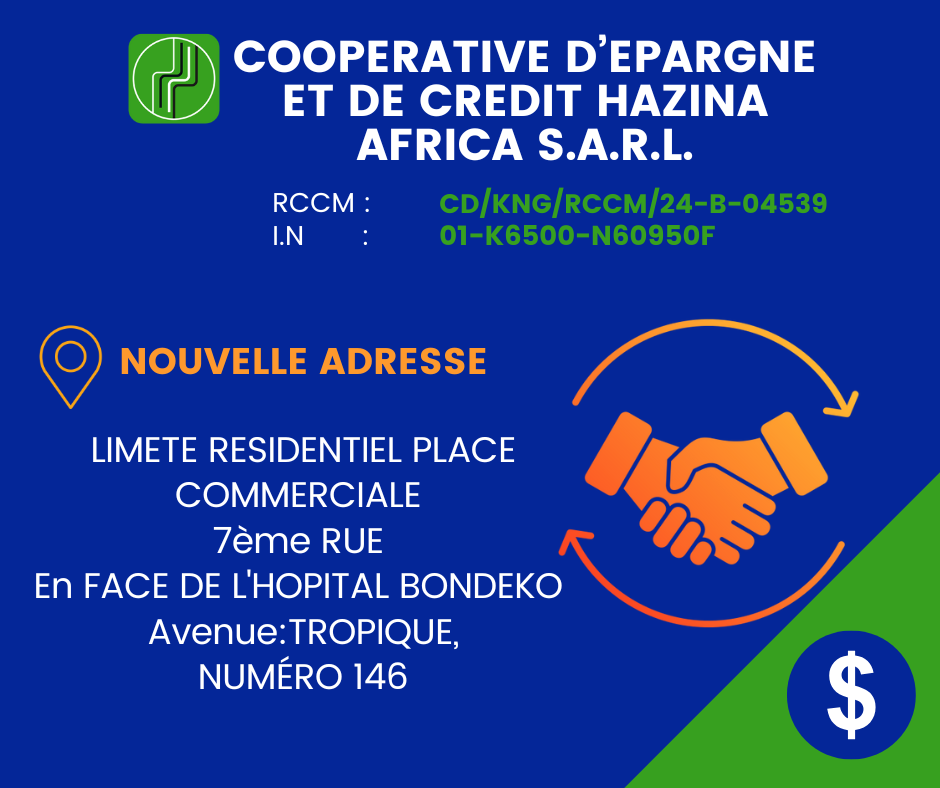 COOPERATIVE D’EPARGNE
ET DE CREDIT HAZINA
AFRICA S.A.R.L.
RCCM : CD/KNG/RCCM/24-B-04539
I.N : 01-K6500-N60950F
NOUVELLE ADRESSE
LIMETE RESIDENTIEL PLACE
COMMERCIALE
7ème RUE
En FACE DE L'HOPITAL BONDEKO
Avenue:TROPIQUE,
NUMÉRO 146
$